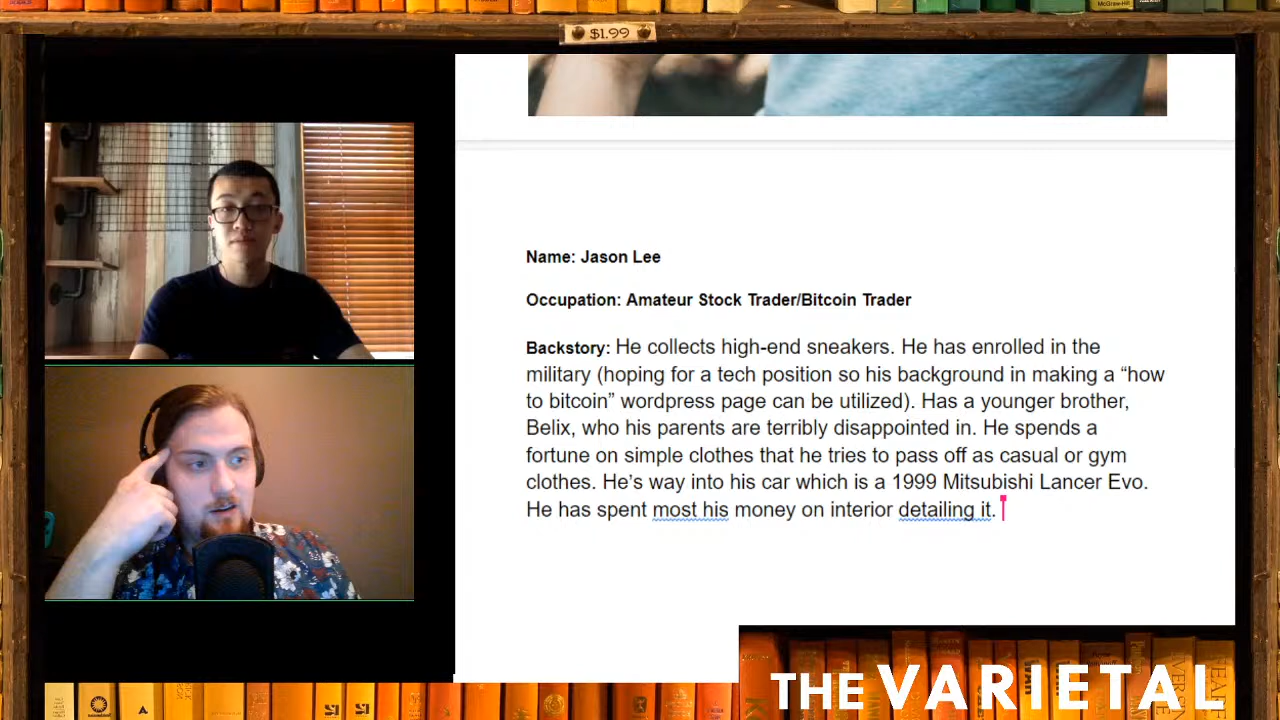 McGraw-Hill
$1.99
Name: Jason Lee
Occupation: Amateur Stock Trader/Bitcoin Trader
Backstory: He collects high-end sneakers. He has enrolled in the
military (hoping for a tech position so his background in making a “how
to bitcoin” wordpress page can be utilized). Has a younger brother,
Belix, who his parents are terribly disappointed in. He spends a
fortune on simple clothes that he tries to pass off as casual or gym
clothes. He’s way into his car which is a 1999 Mitsubishi Lancer Evo.
He has spent most his money on interior detailing it.
THE VARIETAL